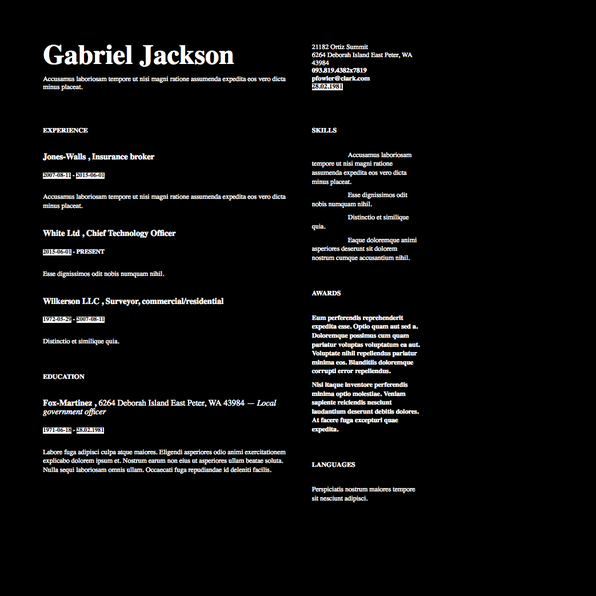 Gabriel Jackson
Accusamus laboriosam tempore ut nisi magni ratione assumenda expedita eos vero dicta
minus placeat.
21182 Ortiz Summit
6264 Deborah Island East Peter, WA
43984
093.819.4382x7819
pfowler@clark.com
28.02.1981
EXPERIENCE
Jones-Walls , Insurance broker
2007-08-11 - 2015-06-01
Accusamus laboriosam tempore ut nisi magni ratione assumenda expedita eos vero dicta
minus placeat.
White Ltd , Chief Technology Officer
2015-06-01 - PRESENT
Esse dignissimos odit nobis numquam nihil.
Wilkerson LLC , Surveyor, commercial/residential
1972-05-29 - 2007-08-11
Distinctio et similique quia.
EDUCATION
Fox-Martinez , 6264 Deborah Island East Peter, WA 43984 — Local
government officer
1971-06-18 - 28.02.1981
Labore fuga adipisci culpa atque maiores. Eligendi asperiores odio animi exercitationem
explicabo dolorem ipsum et. Nostrum earum non eius ut asperiores ullam beatae soluta.
Nulla sequi laboriosam omnis ullam. Occaecati fuga repudiandae id deleniti facilis.
SKILLS
Accusamus laboriosam
tempore ut nisi magni ratione
assumenda expedita eos vero dicta
minus placeat.
Esse dignissimos odit
nobis numquam nihil.
Distinctio et similique
quia.
Eaque doloremque animi
asperiores deserunt sit dolorem
nostrum cumque accusantium nihil.
AWARDS
Eum perferendis reprehenderit
expedita esse. Optio quam aut sed a.
Doloremque possimus cum quam
pariatur voluptas voluptatum ea aut.
Voluptate nihil repellendus pariatur
minima eos. Blanditiis doloremque
corrupti error repellendus.
Nisi itaque inventore perferendis
minima optio molestiae. Veniam
sapiente reiciendis nesciunt
laudantium deserunt debitis dolores.
At facere fuga excepturi quae
expedita.
LANGUAGES
Perspiciatis nostrum maiores tempore
sit nesciunt adipisci.